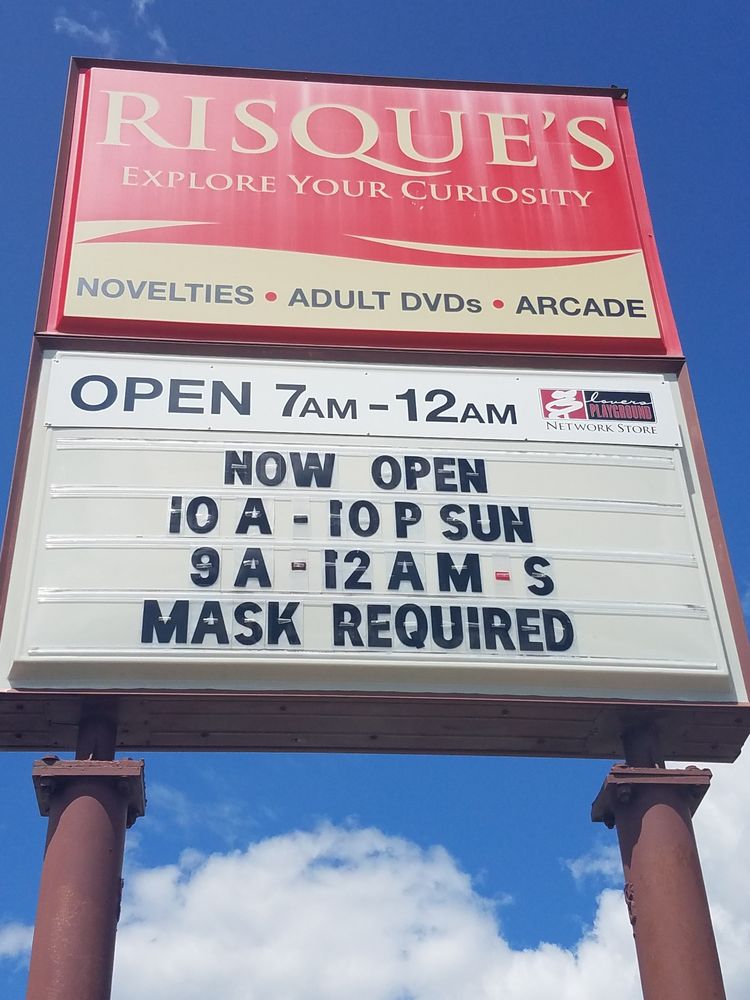 RISQUE'S
EXPLORE YOUR CURIOSITY
NOVELTIES • ADULT DVDs • ARCADE
OPEN 7AM - 12AM
lovers
PLAYGROUND
NETWORK STORE
NOW OPEN
10 A - 10 P SUN
9 A - 12 A M - S
MASK REQUIRED